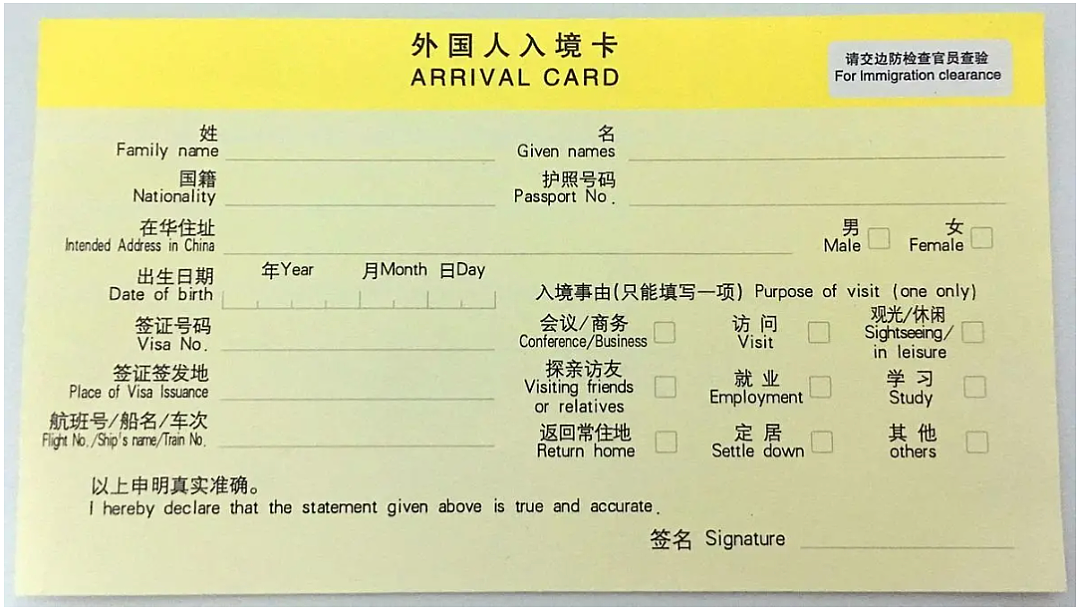 外国人入境卡
ARRIVAL CARD
请交边防检查官员查验
For Immigration clearance
姓
Family name
名
Given names
国籍
Nationality
护照号码
Passport No.
在华住址
Intended Address in China
男
Male
女
Female
出生日期
Date of birth
年Year 月Month 日Day
入境事由(只能填写一项) Purpose of visit (one only)
签证号码
Visa No.
会议/商务
Conference/Business
访问
Visit
观光/休闲
Sightseeing/
in leisure
签证签发地
Place of Visa Issuance
探亲访友
Visiting friends
or relatives
就业
Employment
学习
Study
航班号/船名/车次
Flight No./Ship's name/Train No.
返回常住地
Return home
定居
Settle down
其他
others
以上申明真实准确。
I hereby declare that the statement given above is true and accurate.
签名 Signature